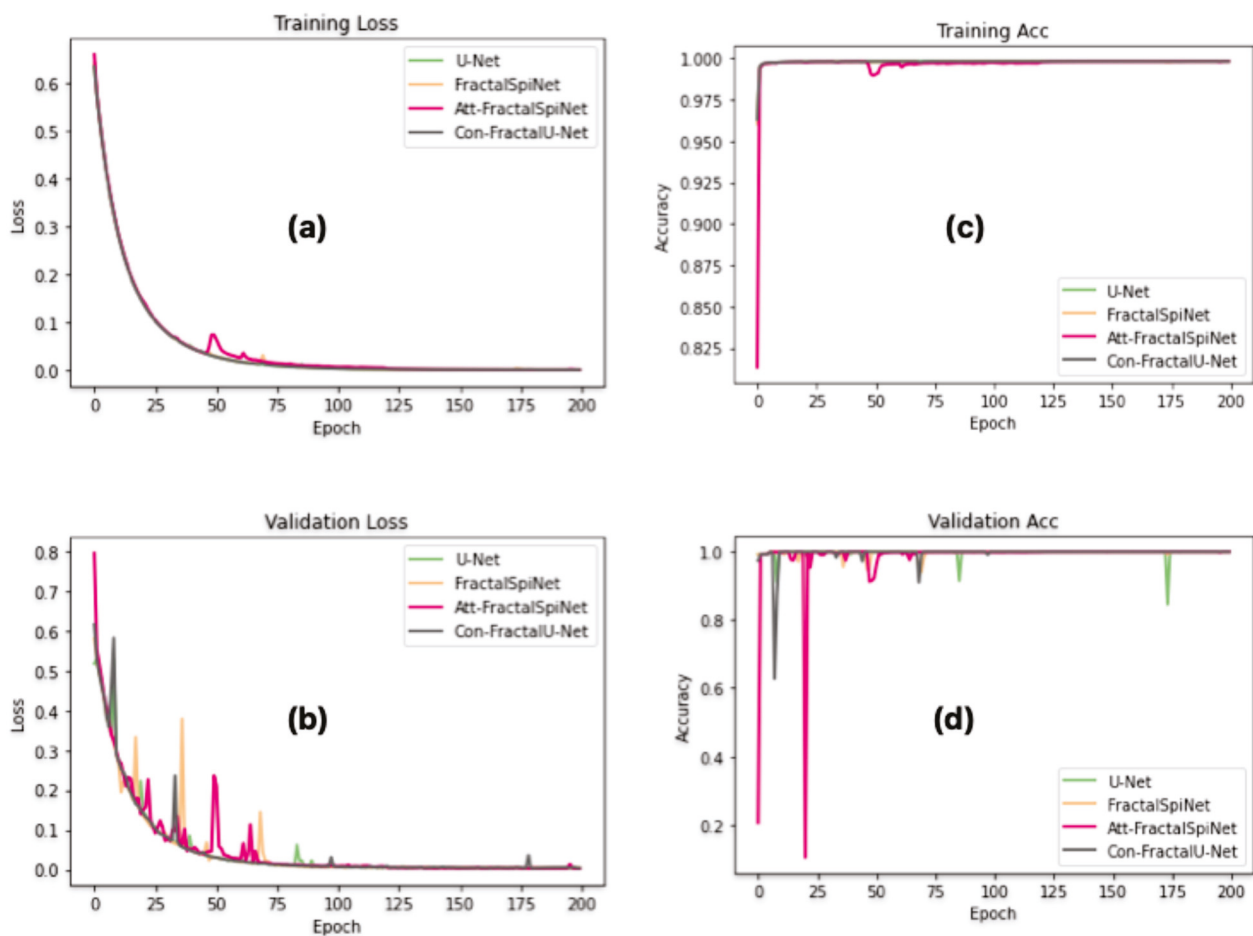 Training Loss
U-Net
FractalSpiNet
Att-FractalSpiNet
Con-FractalU-Net
0.6
0.5
0.4
0.3
0.2
0.1
0.0
Loss
(a)
0 25 50 75 100 125 150 175 200
Epoch
Training Acc
1.000
0.975
0.950
0.925
0.900
0.875
0.850
0.825
Accuracy
(c)
U-Net
FractalSpiNet
Att-FractalSpiNet
Con-FractalU-Net
0 25 50 75 100 125 150 175 200
Epoch
Validation Loss
U-Net
FractalSpiNet
Att-FractalSpiNet
Con-FractalU-Net
0.8
0.7
0.6
0.5
0.4
0.3
0.2
0.1
0.0
Loss
(b)
0 25 50 75 100 125 150 175 200
Epoch
Validation Acc
1.0
0.8
0.6
0.4
0.2
Accuracy
(d)
U-Net
FractalSpiNet
Att-FractalSpiNet
Con-FractalU-Net
0 25 50 75 100 125 150 175 200
Epoch